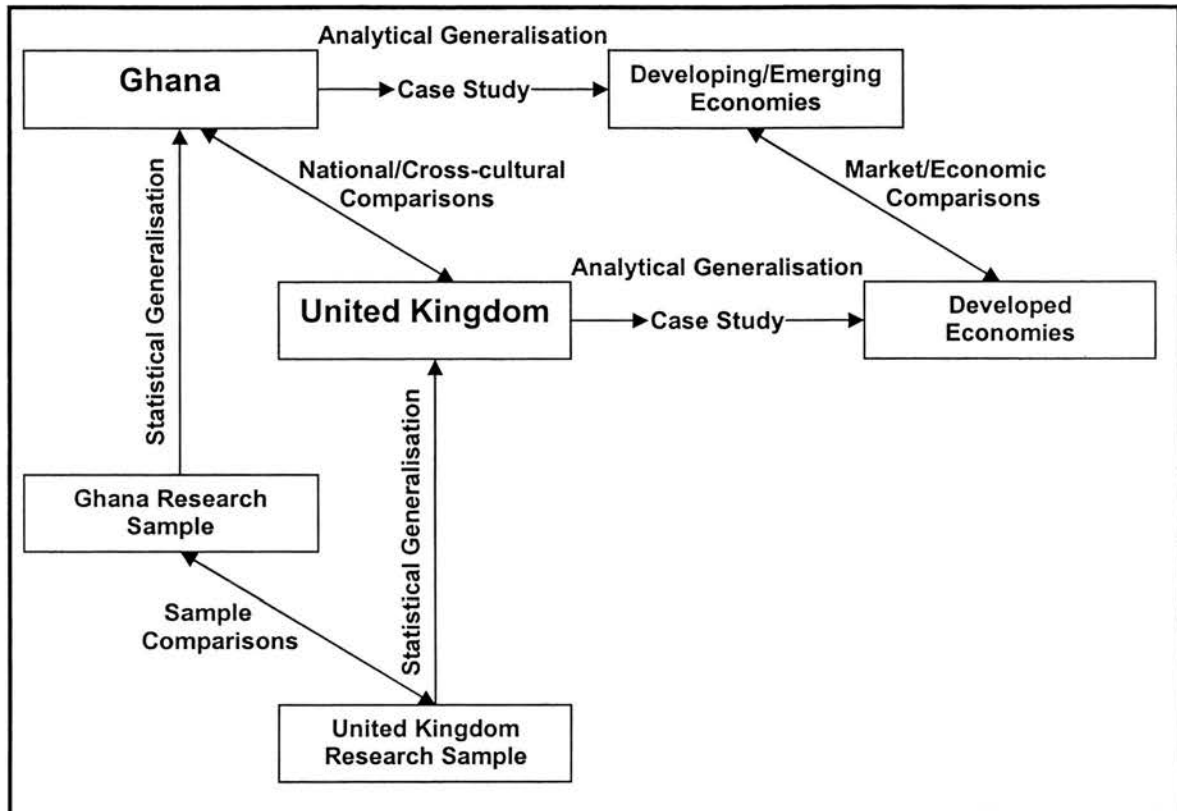 Analytical Generalisation
Ghana
Case Study
Developing/Emerging
Economies
Statistical Generalisation
National/Cross-cultural
Comparisons
Market/Economic
Comparisons
Analytical Generalisation
United Kingdom
Case Study
Developed
Economies
Statistical Generalisation
Ghana Research
Sample
Sample
Comparisons
United Kingdom
Research Sample